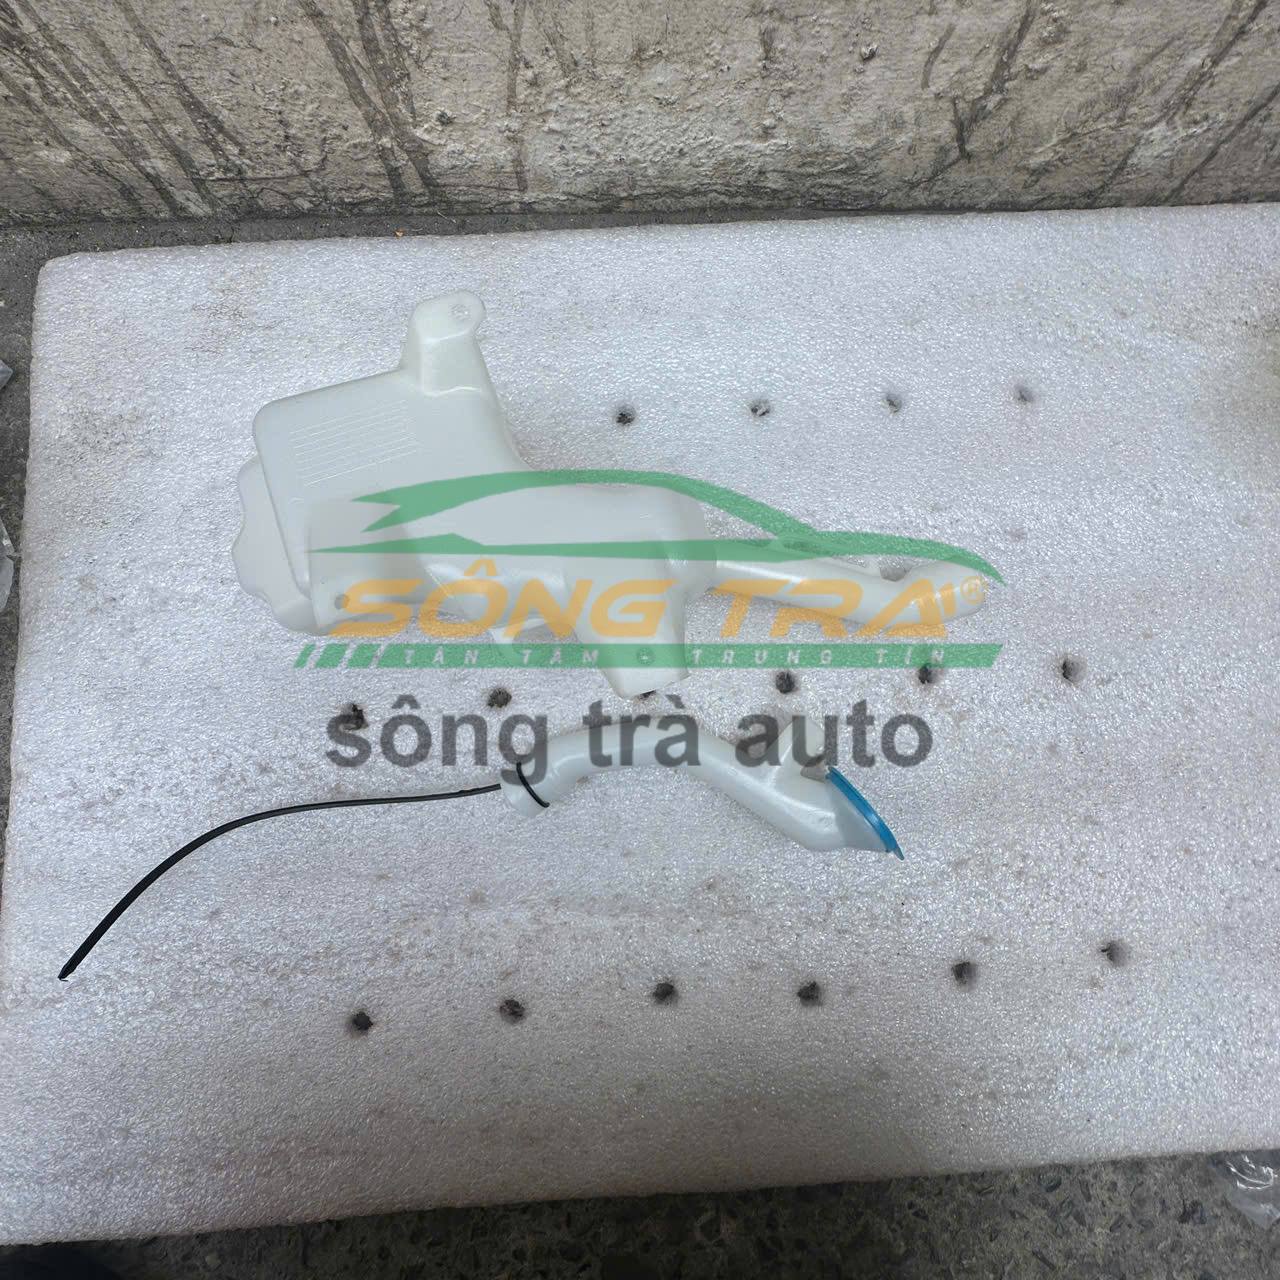 SÔNG TRÀ®
TẬN TÂM TRUNG TÍN
sông trà auto